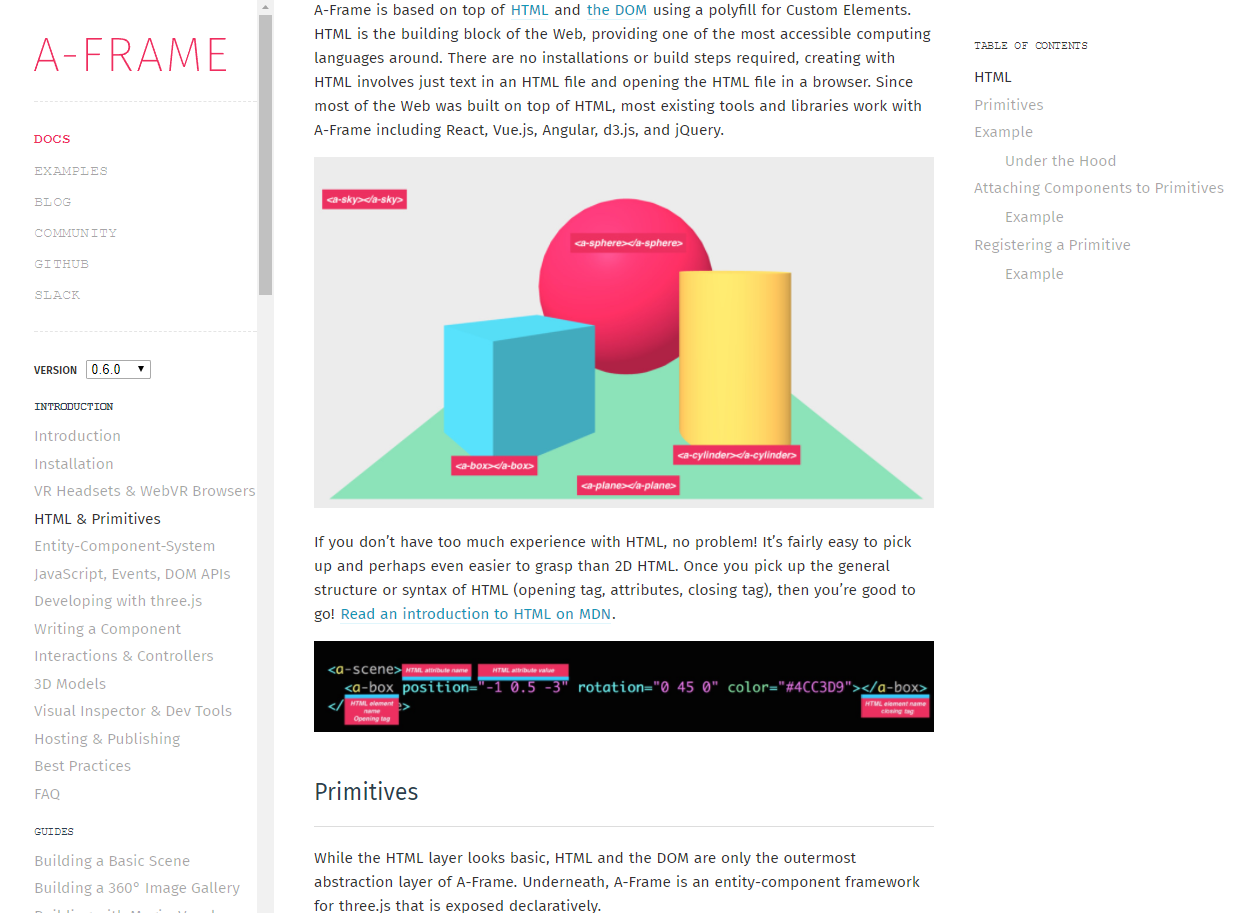 A-FRAME
DOCS
EXAMPLES
BLOG
COMMUNITY
GITHUB
SLACK
VERSION 0.6.0
INTRODUCTION
Introduction
Installation
VR Headsets & WebVR Browsers
HTML & Primitives
Entity-Component-System
JavaScript, Events, DOM APIs
Developing with three.js
Writing a Component
Interactions & Controllers
3D Models
Visual Inspector & Dev Tools
Hosting & Publishing
Best Practices
FAQ
GUIDES
Building a Basic Scene
Building a 360° Image Gallery
A-Frame is based on top of HTML and the DOM using a polyfill for Custom Elements.
HTML is the building block of the Web, providing one of the most accessible computing
languages around. There are no installations or build steps required, creating with
HTML involves just text in an HTML file and opening the HTML file in a browser. Since
most of the Web was built on top of HTML, most existing tools and libraries work with
A-Frame including React, Vue.js, Angular, d3.js, and jQuery.
<a-sky></a-sky>
<a-sphere></a-sphere>
<a-box></a-box>
<a-cylinder></a-cylinder>
<a-plane></a-plane>
If you don’t have too much experience with HTML, no problem! It’s fairly easy to pick
up and perhaps even easier to grasp than 2D HTML. Once you pick up the general
structure or syntax of HTML (opening tag, attributes, closing tag), then you’re good to
go! Read an introduction to HTML on MDN.
<a-scene>
HTML attribute name
HTML attribute value
<a-box position="-1 0.5 -3" rotation="0 45 0" color="#4CC3D9"></a-box>
</
HTML element
name
Opening tag
>
HTML element name
closing tag
Primitives
While the HTML layer looks basic, HTML and the DOM are only the outermost
abstraction layer of A-Frame. Underneath, A-Frame is an entity-component framework
for three.js that is exposed declaratively.
TABLE OF CONTENTS
HTML
Primitives
Example
Under the Hood
Attaching Components to Primitives
Example
Registering a Primitive
Example